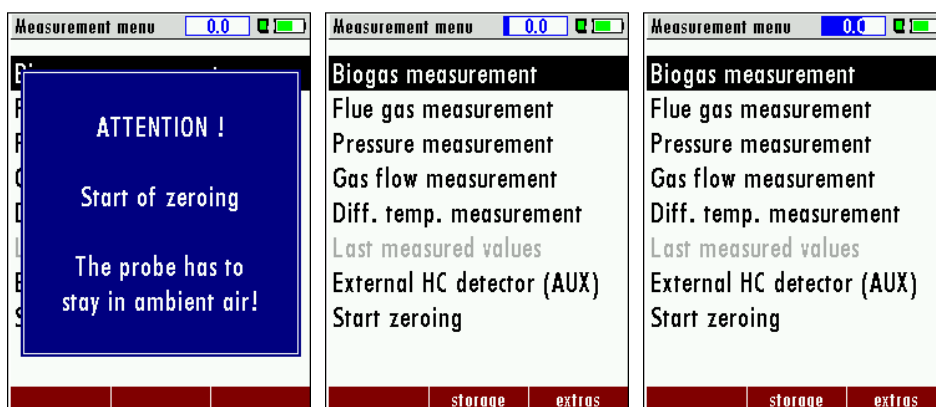 Measurement menu 0.0
ATTENTION !
Start of zeroing
The probe has to
stay in ambient air!
Measurement menu 0.0
Biogas measurement
Flue gas measurement
Pressure measurement
Gas flow measurement
Diff. temp. measurement
Last measured values
External HC detector (AUX)
Start zeroing
storage extras
Measurement menu 0.0
Biogas measurement
Flue gas measurement
Pressure measurement
Gas flow measurement
Diff. temp. measurement
Last measured values
External HC detector (AUX)
Start zeroing
storage extras